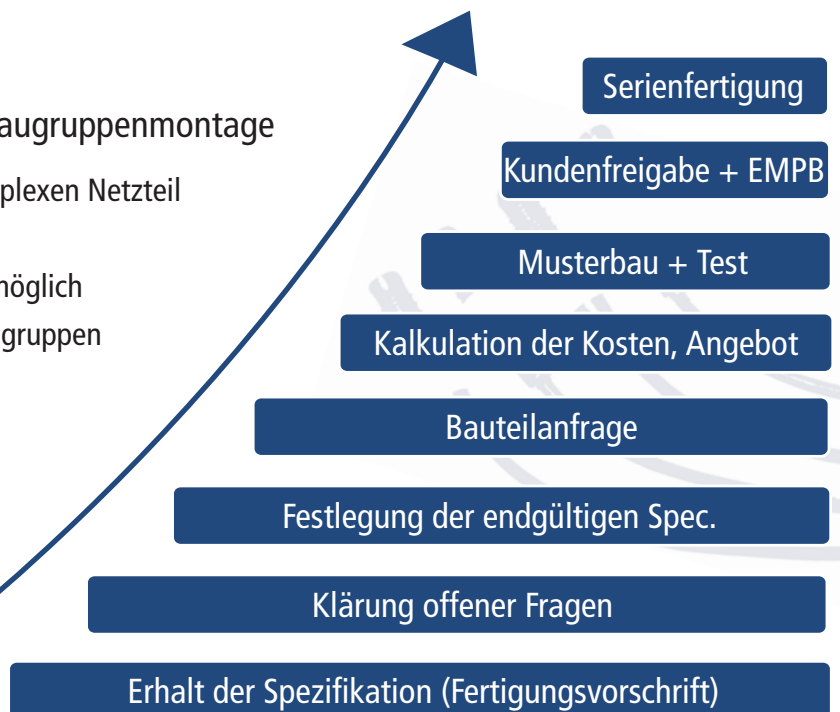 augruppenmontage
plexen Netzteil
möglich
gruppen
Serienfertigung
Kundenfreigabe + EMPB
Musterbau + Test
Kalkulation der Kosten, Angebot
Bauteilanfrage
Festlegung der endgültigen Spec.
Klärung offener Fragen
Erhalt der Spezifikation (Fertigungsvorschrift)